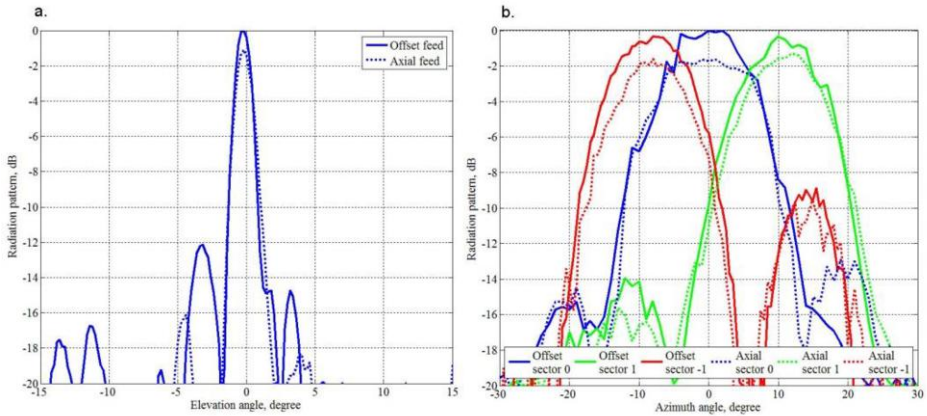 a.
0
-2
-4
-6
-8
-10
-12
-14
-16
-18
-20
Radiation pattern, dB
Offset feed
Axial feed
-15
-10
-5
0
5
10
15
Elevation angle, degree
b.
0
-2
-4
-6
-8
-10
-12
-14
-16
-18
-20
Radiation pattern, dB
Offset sector 0
Offset sector 1
Offset sector -1
Axial sector 0
Axial sector 1
Axial sector -1
-30
-20
-10
0
10
20
30
Azimuth angle, degree